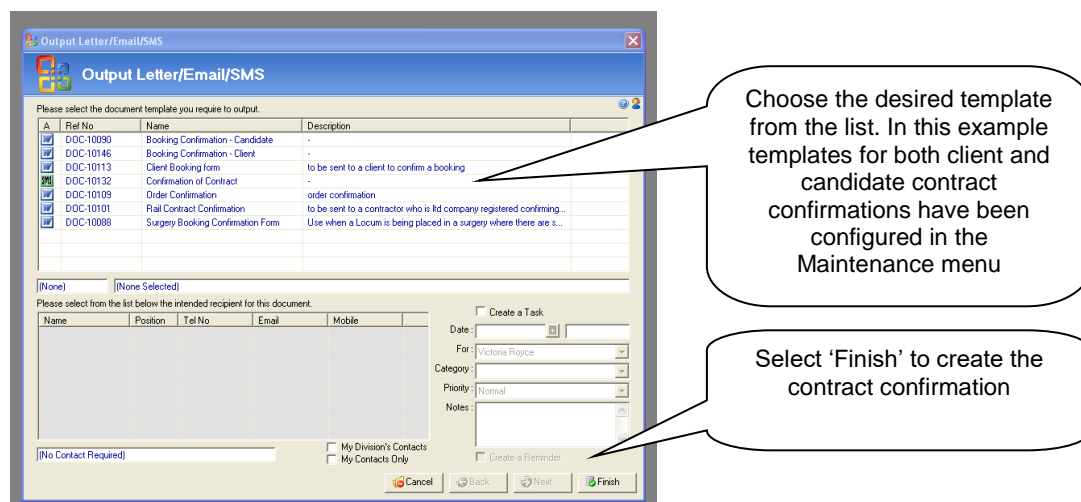 Output Letter/Email/SMS
Output Letter/Email/SMS
Please select the document template you require to output.
A Ref No Name Description
DOC-10090 Booking Confirmation - Candidate -
DOC-10146 Booking Confirmation - Client -
DOC-10113 Client Booking form to be sent to a client to confirm a booking
SMS DOC-10132 Confirmation of Contract -
DOC-10109 Order Confirmation order confirmation
DOC-10101 Rail Contract Confirmation to be sent to a contractor who is ltd company registered confirming...
DOC-10088 Surgery Booking Confirmation Form Use when a Locum is being placed in a surgery where there are s...
(None) (None Selected)
Please select from the list below the intended recipient for this document.
Name Position Tel No Email Mobile
(No Contact Required)
My Division's Contacts
My Contacts Only
Create a Task
Date :
For : Victoria Royce
Category :
Priority : Normal
Notes :
Create a Reminder
Cancel Back Next Finish
Choose the desired template
from the list. In this example
templates for both client and
candidate contract
confirmations have been
configured in the
Maintenance menu
Select ‘Finish’ to create the
contract confirmation